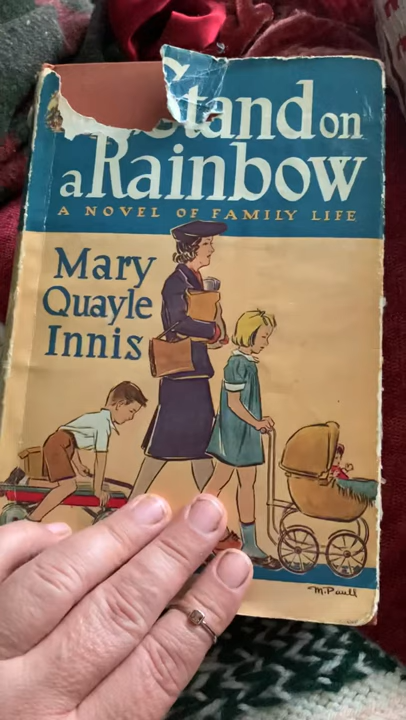 Stand on
a Rainbow
A NOVEL OF FAMILY LIFE
Mary
Quayle
Innis
M. Paull